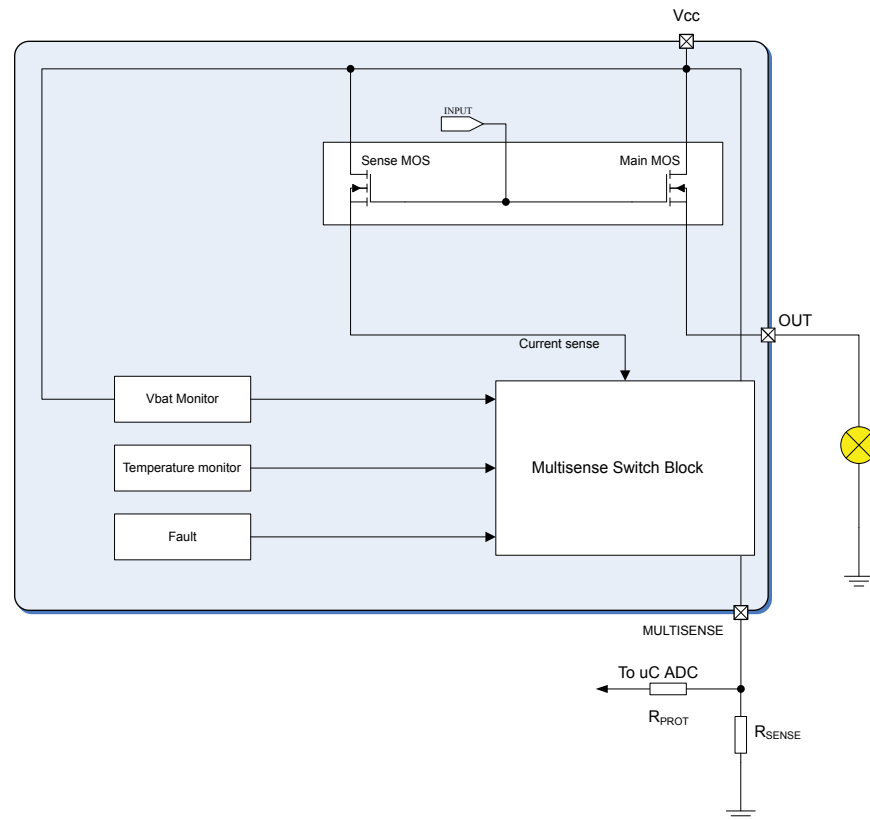 Vcc
INPUT
Sense MOS
Main MOS
OUT
Current sense
Vbat Monitor
Temperature monitor
Multisense Switch Block
Fault
MULTISENSE
To uC ADC
RPROT
RSENSE